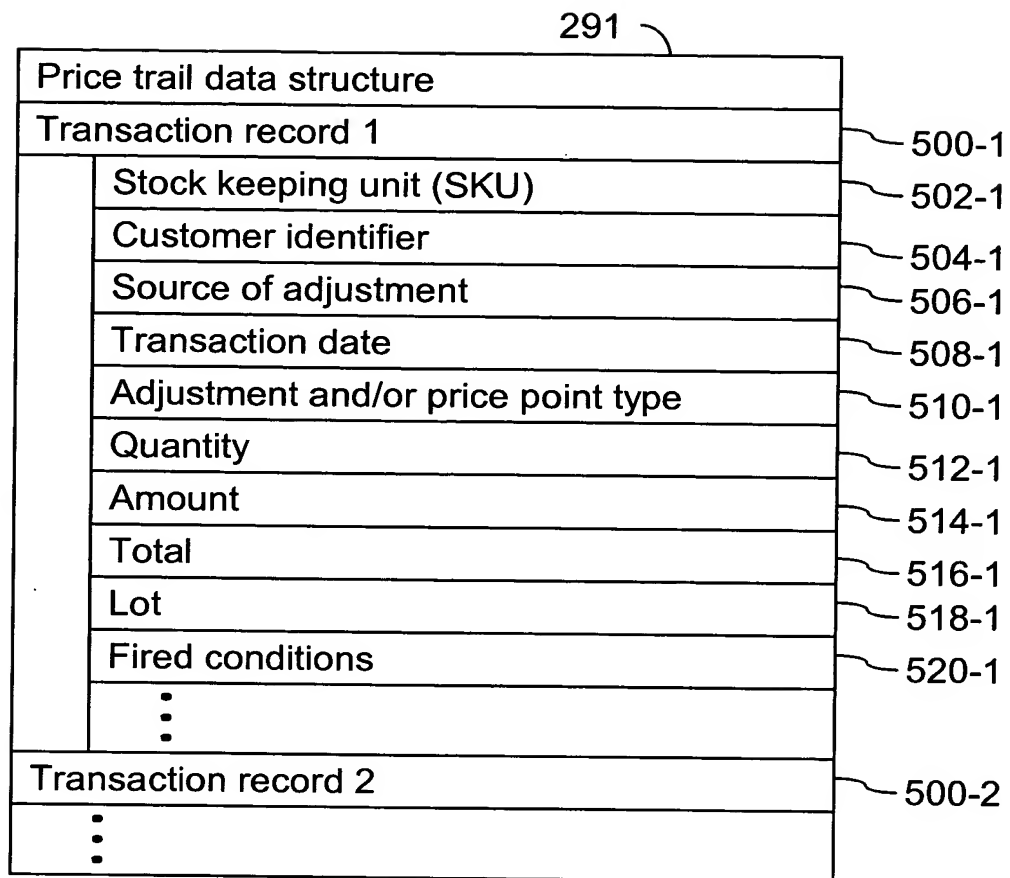 291
Price trail data structure
Transaction record 1
500-1
Stock keeping unit (SKU)
502-1
Customer identifier
504-1
Source of adjustment
506-1
Transaction date
508-1
Adjustment and/or price point type
510-1
Quantity
512-1
Amount
514-1
Total
516-1
Lot
518-1
Fired conditions
520-1
Transaction record 2
500-2